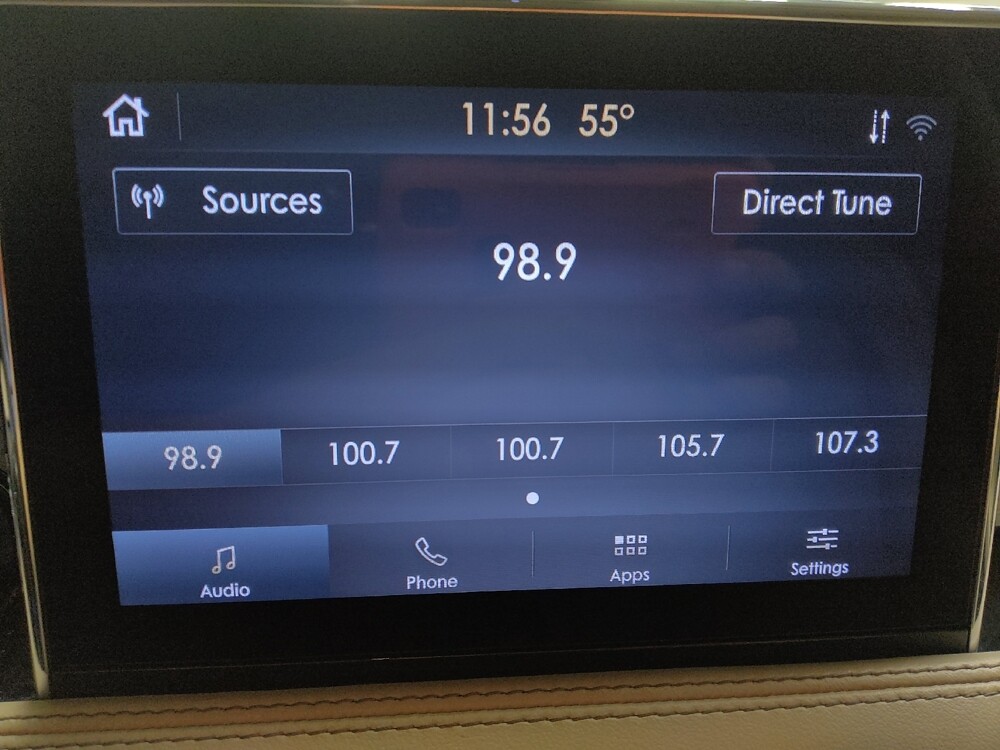 11:56 55°
Sources Direct Tune
98.9
98.9 100.7 100.7 105.7 107.3
Audio Phone Apps Settings